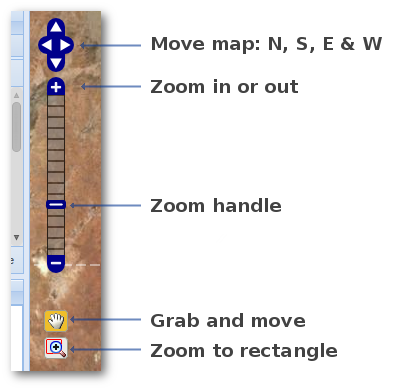 Move map: N, S, E & W
Zoom in or out
Zoom handle
Grab and move
Zoom to rectangle